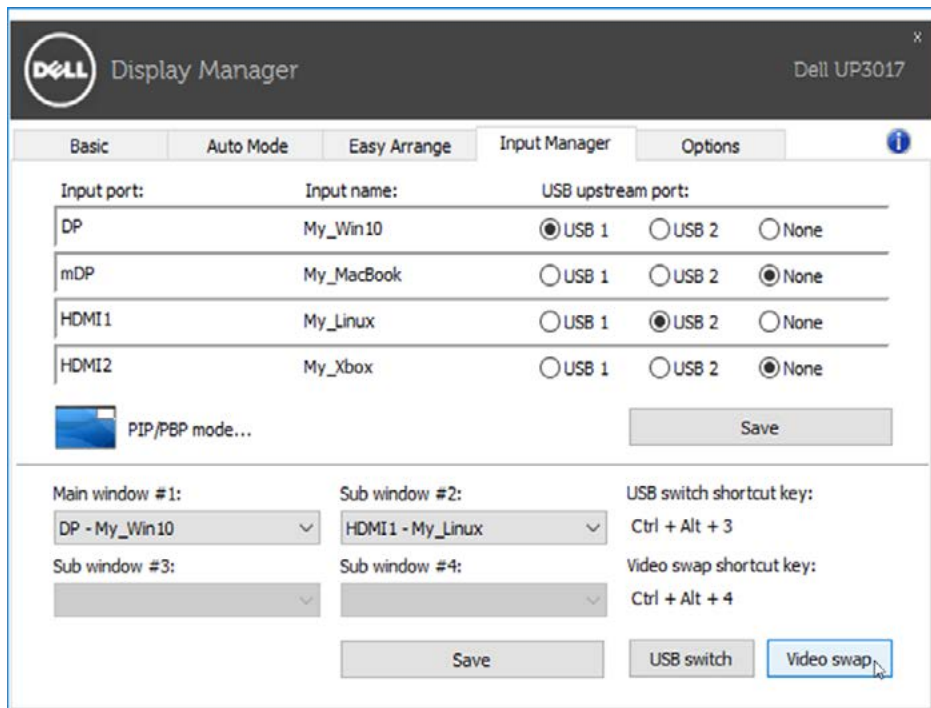 x
DELL Display Manager Dell UP3017
Basic Auto Mode Easy Arrange Input Manager Options i
Input port: Input name: USB upstream port:
DP My_Win10 USB 1 USB 2 None
mDP My_MacBook USB 1 USB 2 None
HDMI1 My_Linux USB 1 USB 2 None
HDMI2 My_Xbox USB 1 USB 2 None
PIP/PBP mode... Save
Main window #1: Sub window #2: USB switch shortcut key:
DP - My_Win10 HDMI1 - My_Linux Ctrl + Alt + 3
Sub window #3: Sub window #4: Video swap shortcut key:
Ctrl + Alt + 4
Save USB switch Video swap